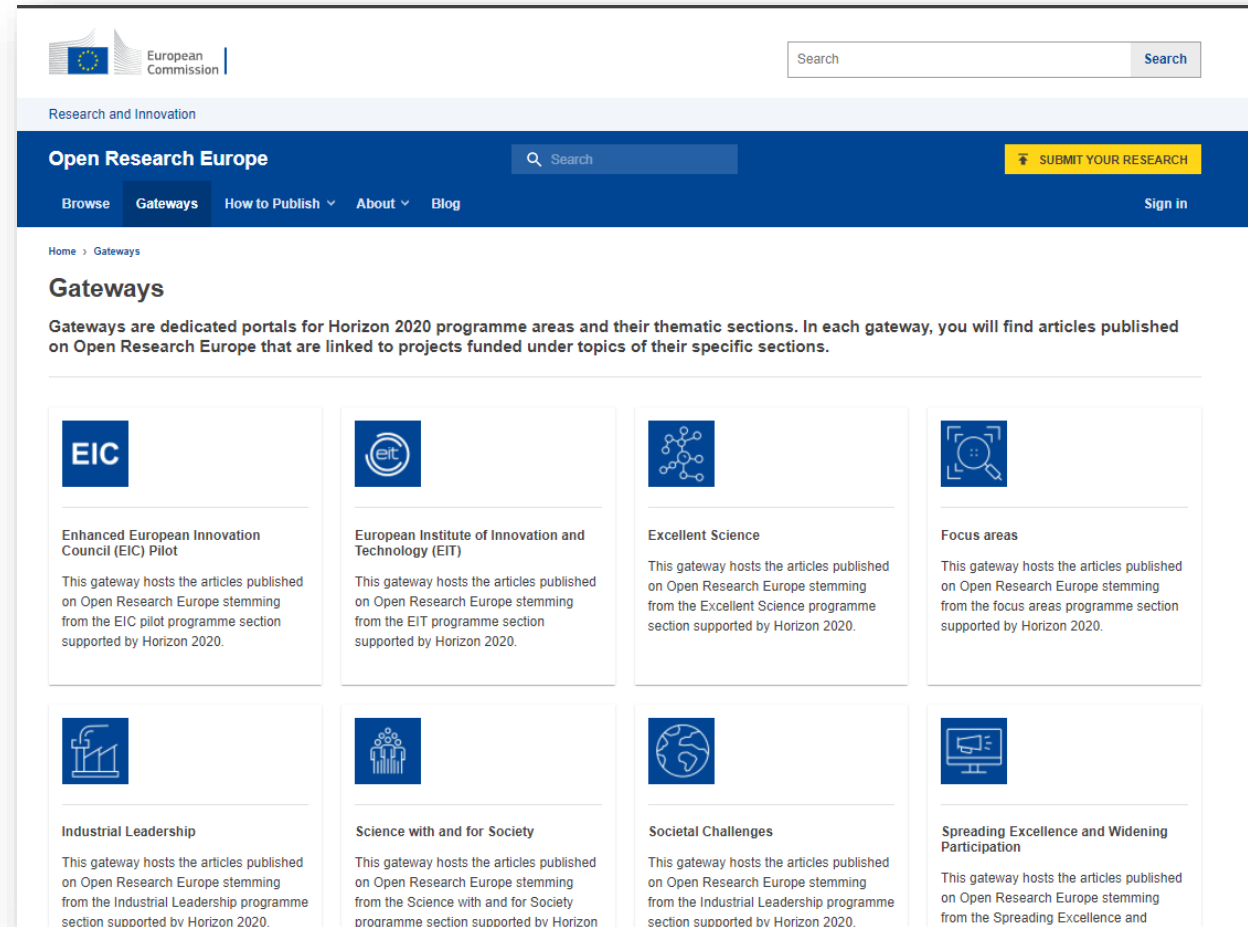 European
Commission
Search
Search
Research and Innovation
Open Research Europe
Search
SUBMIT YOUR RESEARCH
Browse
Gateways
How to Publish
About
Blog
Sign in
Home > Gateways
Gateways
Gateways are dedicated portals for Horizon 2020 programme areas and their thematic sections. In each gateway, you will find articles published
on Open Research Europe that are linked to projects funded under topics of their specific sections.
EIC
Enhanced European Innovation
Council (EIC) Pilot
This gateway hosts the articles published
on Open Research Europe stemming
from the EIC pilot programme section
supported by Horizon 2020.
eit
European Institute of Innovation and
Technology (EIT)
This gateway hosts the articles published
on Open Research Europe stemming
from the EIT programme section
supported by Horizon 2020.
Excellent Science
This gateway hosts the articles published
on Open Research Europe stemming
from the Excellent Science programme
section supported by Horizon 2020.
Focus areas
This gateway hosts the articles published
on Open Research Europe stemming
from the focus areas programme section
supported by Horizon 2020.
Industrial Leadership
This gateway hosts the articles published
on Open Research Europe stemming
from the Industrial Leadership programme
section supported by Horizon 2020.
Science with and for Society
This gateway hosts the articles published
on Open Research Europe stemming
from the Science with and for Society
programme section supported by Horizon
Societal Challenges
This gateway hosts the articles published
on Open Research Europe stemming
from the Industrial Leadership programme
section supported by Horizon 2020.
Spreading Excellence and Widening
Participation
This gateway hosts the articles published
on Open Research Europe stemming
from the Spreading Excellence and